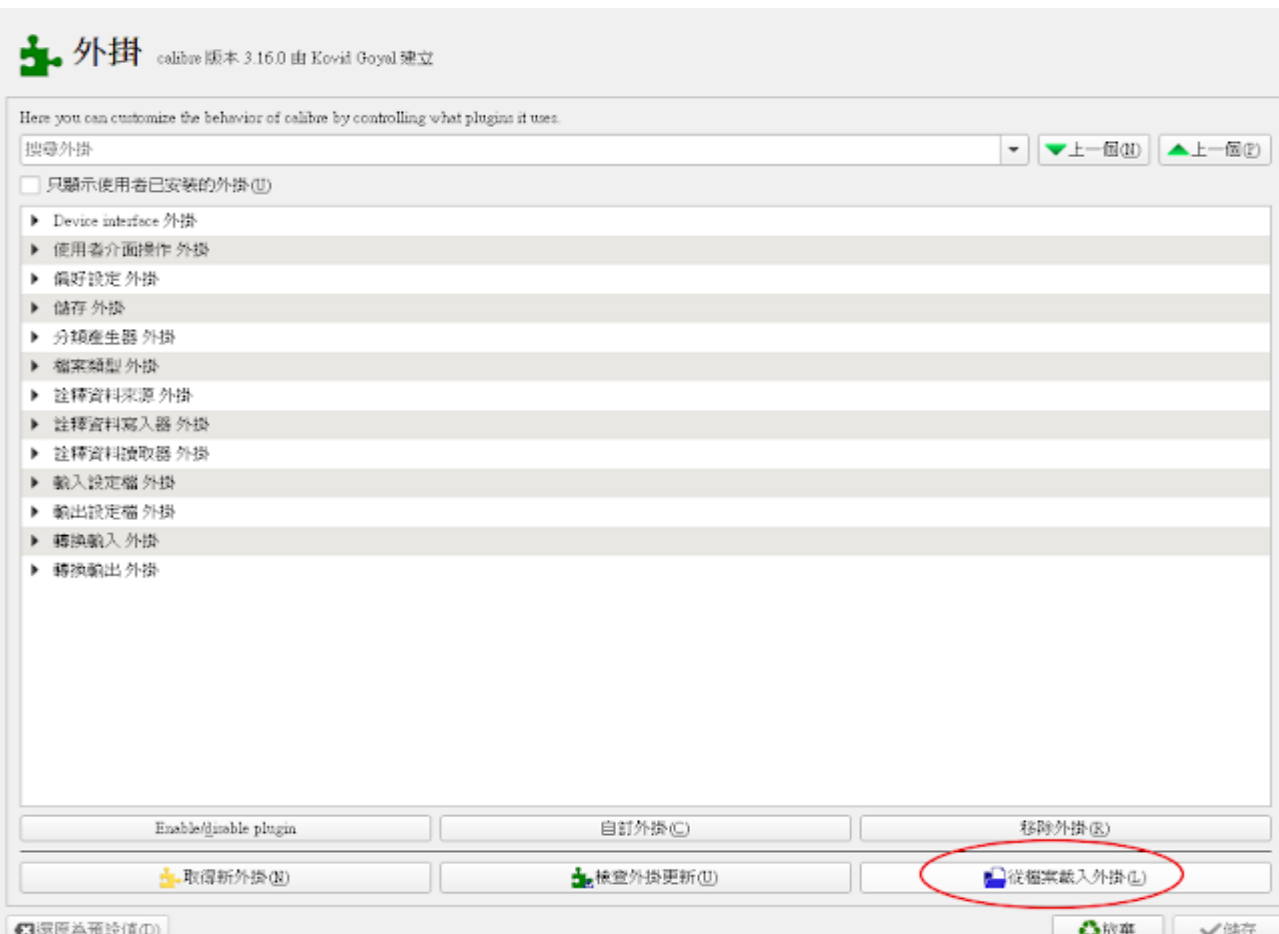 外掛 calibre 版本 3.16.0 由 Kovid Goyal 建立
Here you can customize the behavior of calibre by controlling what plugins it uses.
搜尋外掛 上一個(N) 上一個(P)
只顯示使用者已安裝的外掛(U)
Device interface 外掛
使用者介面操作 外掛
偏好設定 外掛
儲存 外掛
分類產生器 外掛
檔案類型 外掛
詮釋資料來源 外掛
詮釋資料寫入器 外掛
詮釋資料讀取器 外掛
輸入設定檔 外掛
輸出設定檔 外掛
轉換輸入 外掛
轉換輸出 外掛
Enable/disable plugin 自訂外掛(C) 移除外掛(R)
取得新外掛(N) 檢查外掛更新(U) 從檔案載入外掛(L)
還原為預設值(D) 放棄 儲存